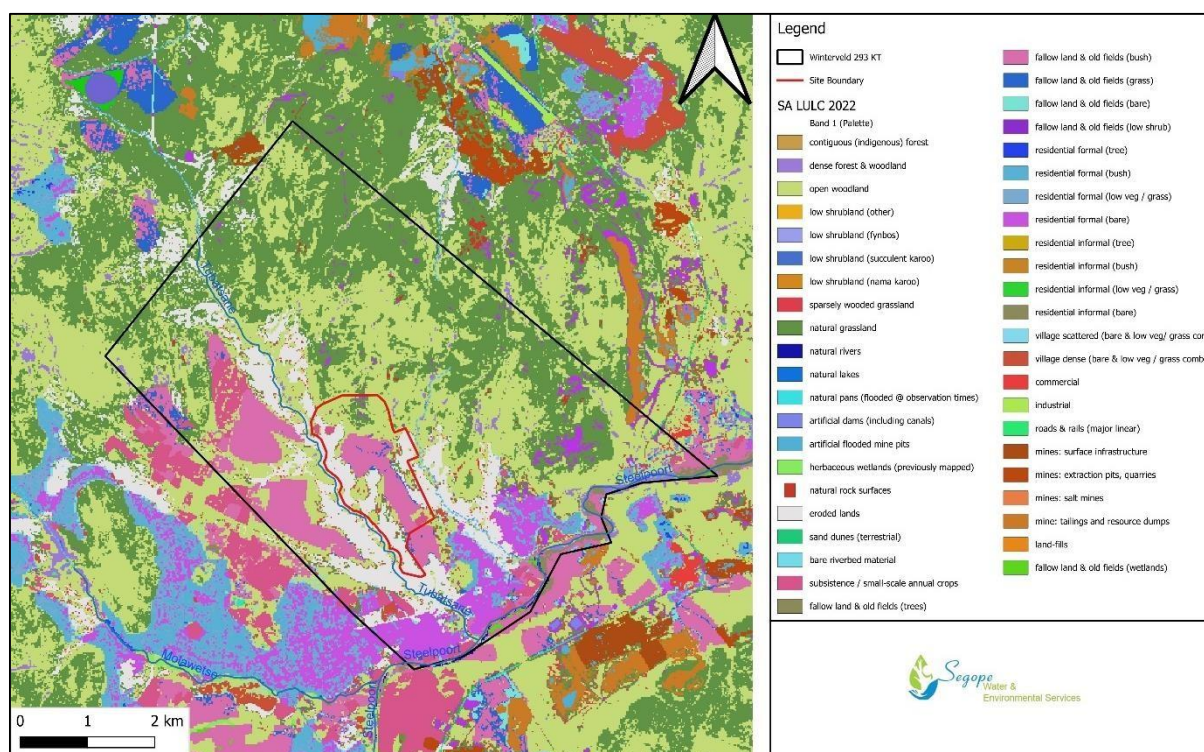 Legend
Winterveld 293 KT
Site Boundary
SA LULC 2022
Band 1 (Palette)
contiguous (indigenous) forest
dense forest & woodland
open woodland
low shrubland (other)
low shrubland (fynbos)
low shrubland (succulent karoo)
low shrubland (nama karoo)
sparsely wooded grassland
natural grassland
natural rivers
natural lakes
natural pans (flooded @ observation times)
artificial dams (including canals)
artificial flooded mine pits
herbaceous wetlands (previously mapped)
natural rock surfaces
eroded lands
sand dunes (terrestrial)
bare riverbed material
subsistence / small-scale annual crops
fallow land & old fields (trees)
fallow land & old fields (bush)
fallow land & old fields (grass)
fallow land & old fields (bare)
fallow land & old fields (low shrub)
residential formal (tree)
residential formal (bush)
residential formal (low veg / grass)
residential formal (bare)
residential informal (tree)
residential informal (bush)
residential informal (low veg / grass)
residential informal (bare)
village scattered (bare & low veg/ grass com
village dense (bare & low veg / grass comb
commercial
industrial
roads & rails (major linear)
mines: surface infrastructure
mines: extraction pits, quarries
mines: salt mines
mine: tailings and resource dumps
land-fills
fallow land & old fields (wetlands)
Tubatsane
Steelpoort
Tubatsane
Steelpoort
Molawetse
Steelpoort
0 1 2 km
Segope
Water &
Environmental Services